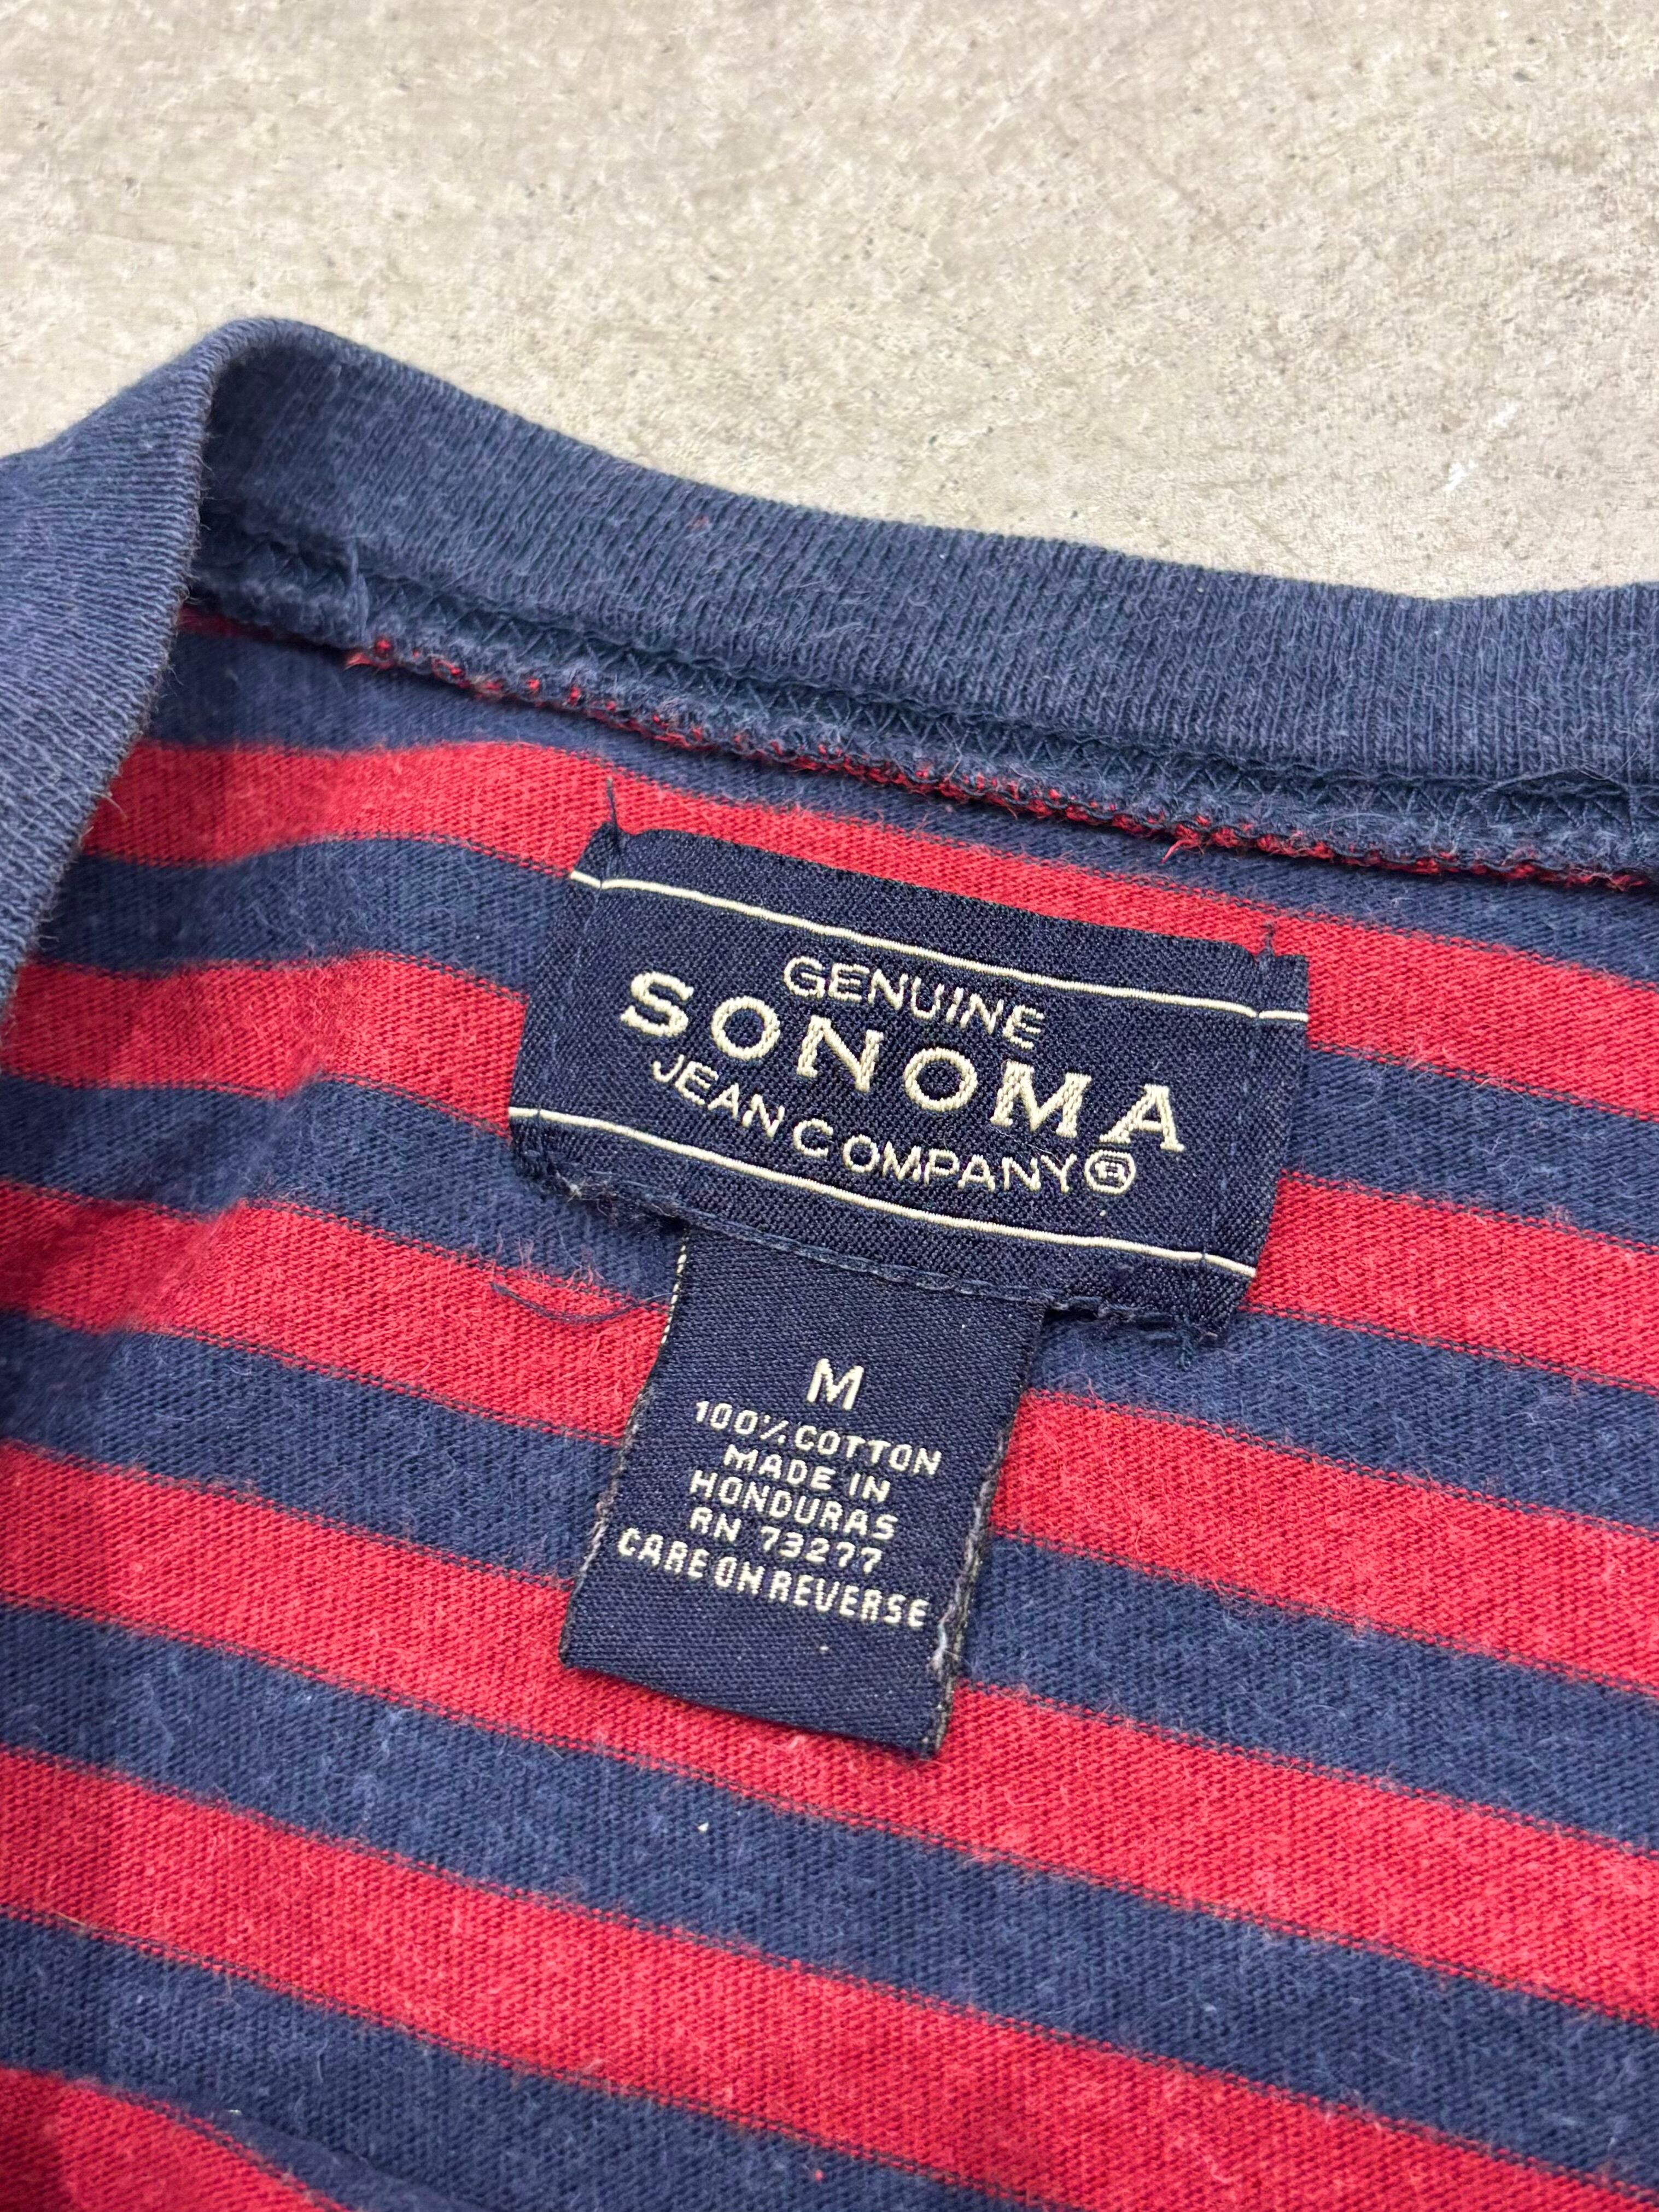 GENUINE
SONOMA
JEAN COMPANY®
M
100% COTTON
MADE IN
HONDURAS
RN 73277
CARE ON REVERSE